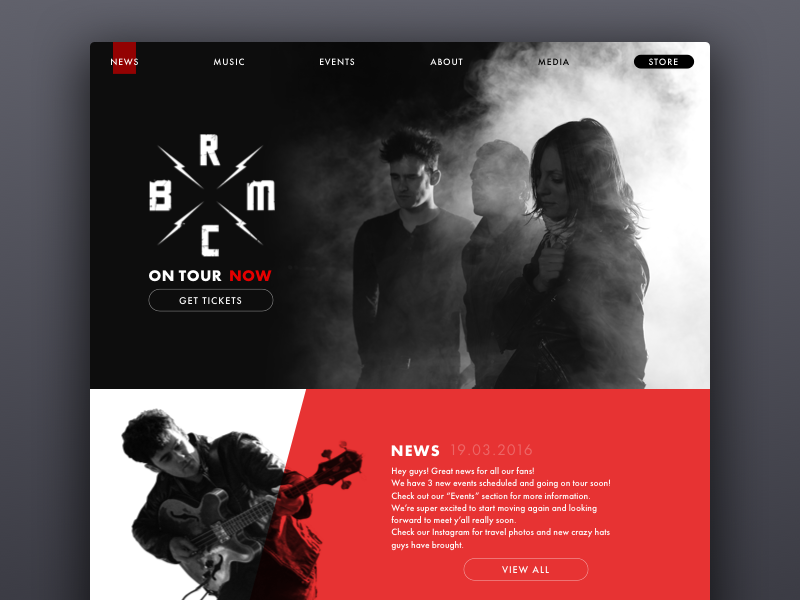 NEWS MUSIC EVENTS ABOUT MEDIA STORE
R
B M
C
ON TOUR NOW
GET TICKETS
NEWS 19.03.2016
Hey guys! Great news for all our fans!
We have 3 new events scheduled and going on tour soon!
Check out our “Events” section for more information.
We’re super excited to start moving again and looking
forward to meet y’all really soon.
Check our Instagram for travel photos and new crazy hats
guys have brought.
VIEW ALL